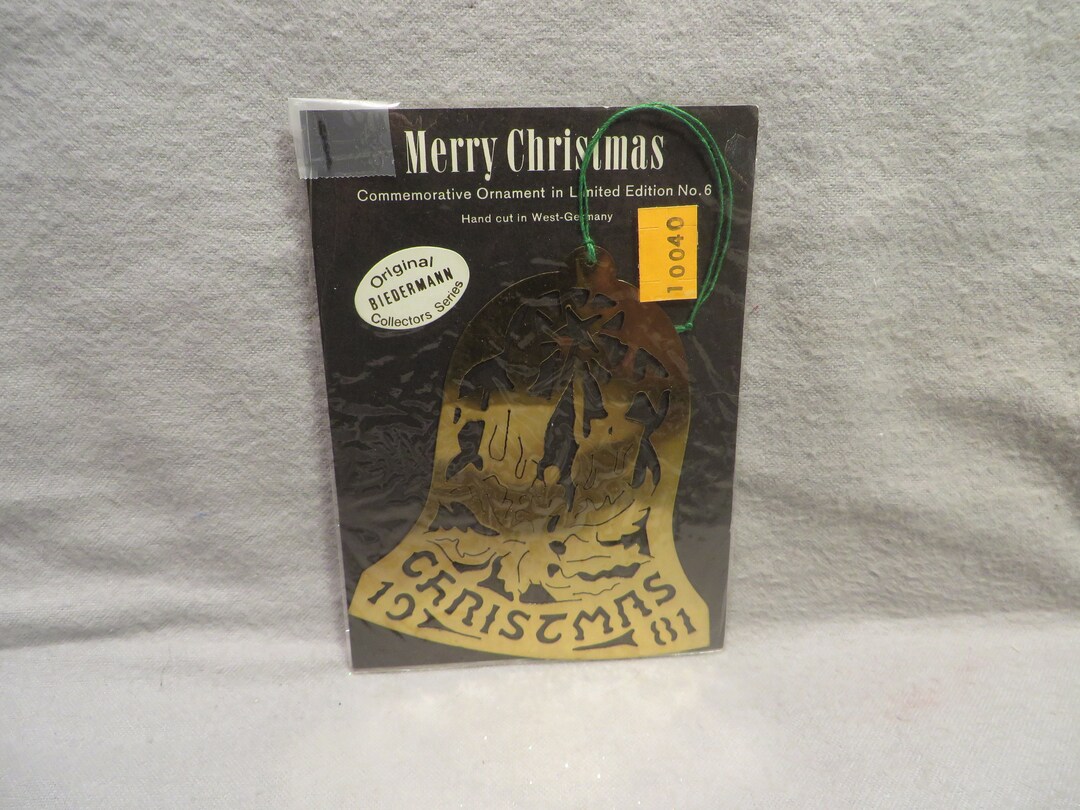 Merry Christmas
Commemorative Ornament in Limited Edition No.6
Hand cut in West-Germany
Original
BIEDERMANN
Collectors Series
10040
CHRISTMAS
19 81